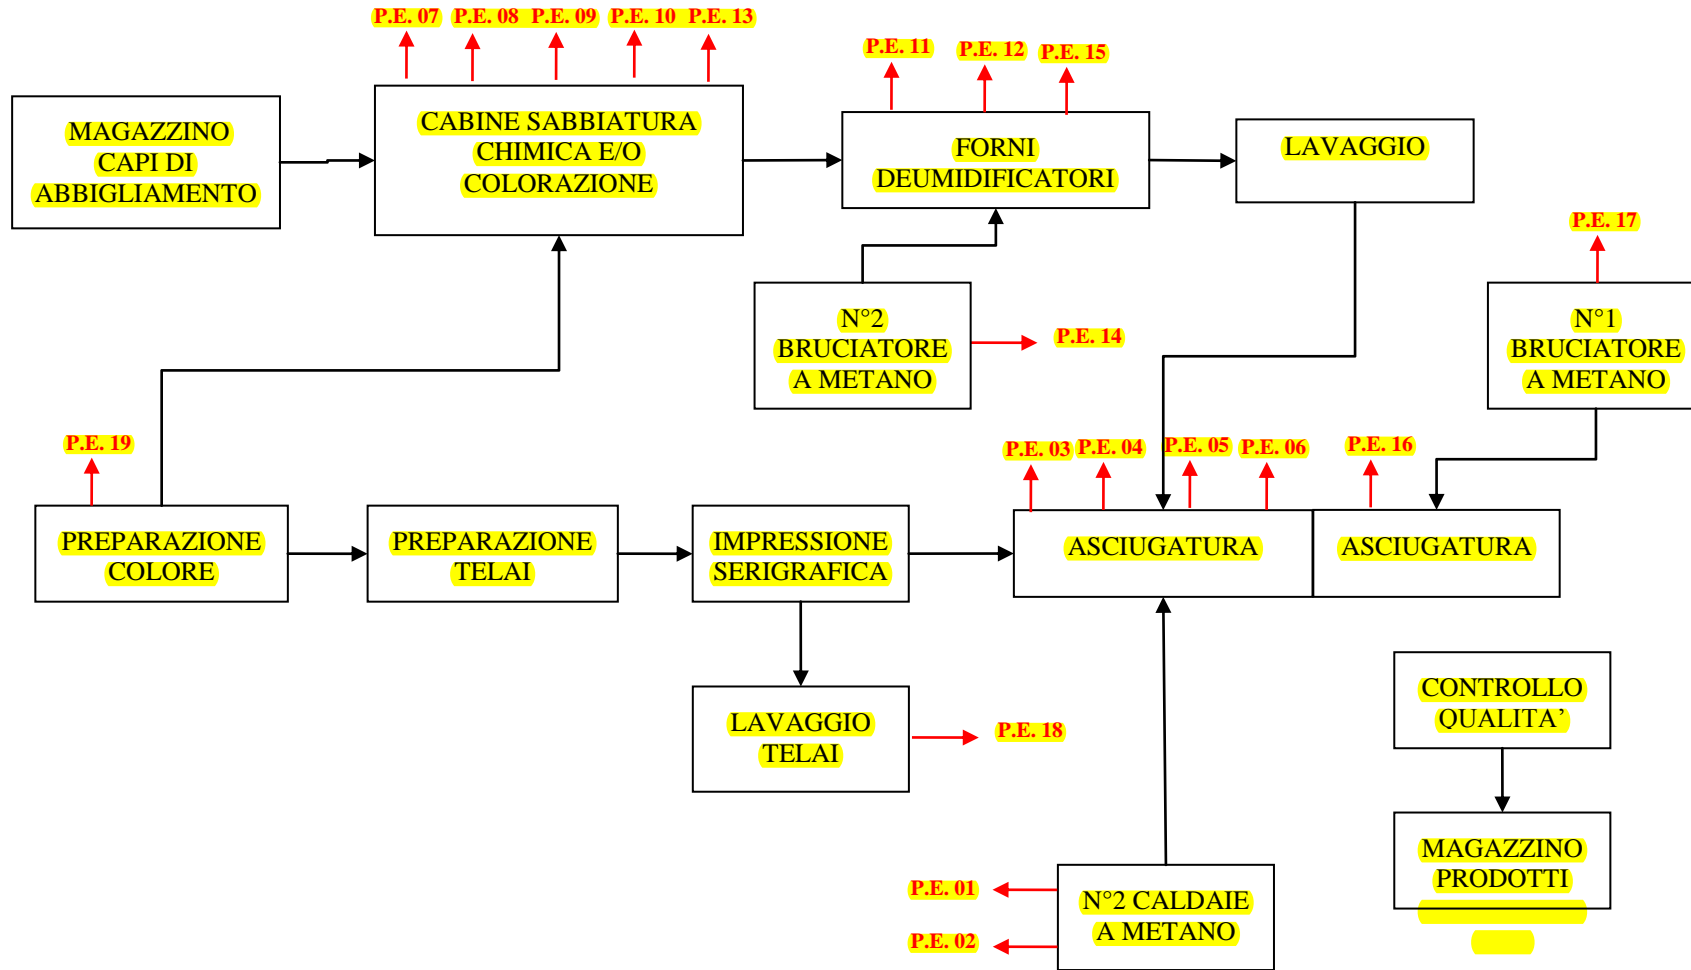 P.E. 07 P.E. 08 P.E. 09 P.E. 10 P.E. 13
P.E. 11 P.E. 12 P.E. 15
MAGAZZINO
CAPI DI
ABBIGLIAMENTO
CABINE SABBIATURA
CHIMICA E/O
COLORAZIONE
FORNI
DEUMIDIFICATORI
LAVAGGIO
P.E. 17
N°2
BRUCIATORE
A METANO
P.E. 14
N°1
BRUCIATORE
A METANO
P.E. 19
P.E. 03 P.E. 04 P.E. 05 P.E. 06 P.E. 16
PREPARAZIONE
COLORE
PREPARAZIONE
TELAI
IMPRESSIONE
SERIGRAFICA
ASCIUGATURA
ASCIUGATURA
LAVAGGIO
TELAI
P.E. 18
CONTROLLO
QUALITA’
MAGAZZINO
PRODOTTI
P.E. 01
P.E. 02
N°2 CALDAIE
A METANO